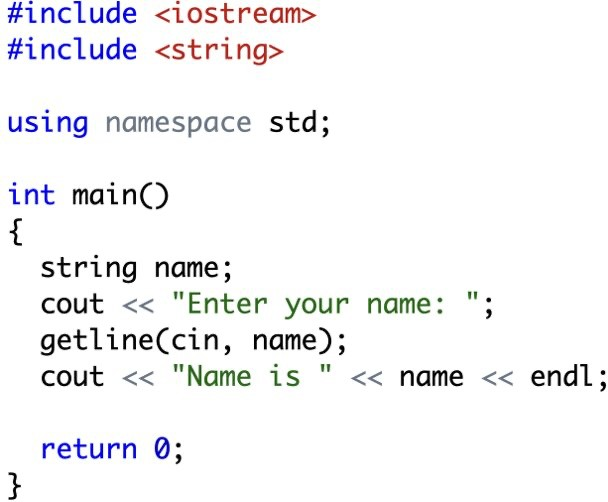 #include <iostream>
#include <string>

using namespace std;

int main()
{
  string name;
  cout << "Enter your name: ";
  getline(cin, name);
  cout << "Name is " << name << endl;

  return 0;
}